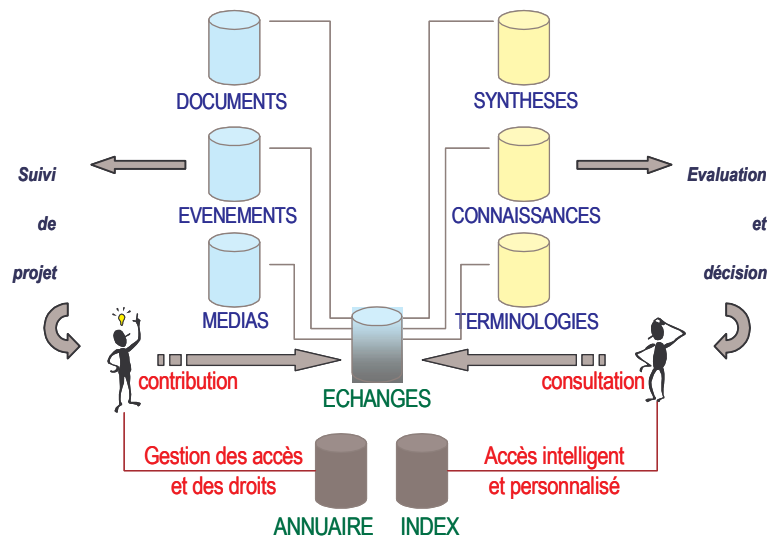 DOCUMENTS
SYNTHESES
Suivi
de
projet
EVENEMENTS
CONNAISSANCES
Evaluation
et
décision
MEDIAS
TERMINOLOGIES
contribution
consultation
ECHANGES
Gestion des accès
et des droits
Accès intelligent
et personnalisé
ANNUAIRE
INDEX